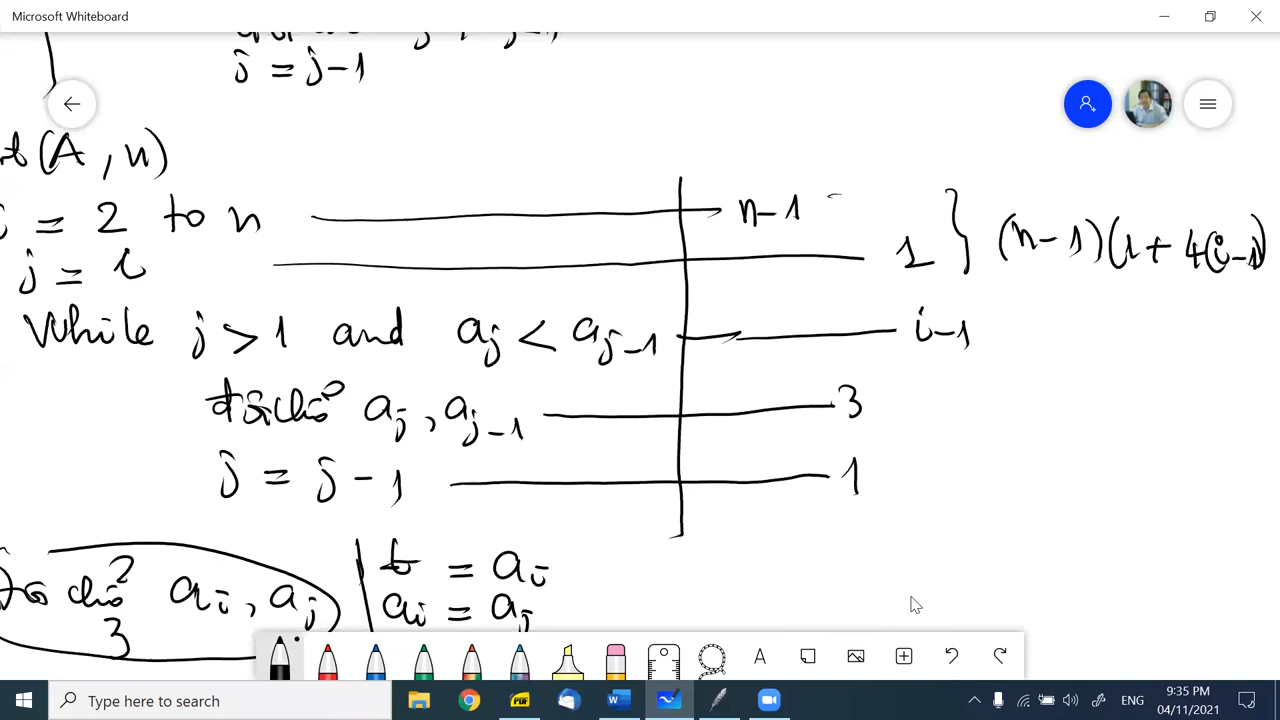 Microsoft Whiteboard
j = j-1
t(A, n)
i = 2 to n n-1
j = i 1 } (n-1)(1+4(i-1)
While j > 1 and aj < aj-1 i-1
đổi chỗ aj, aj-1 3
j = j - 1 1
đổi chỗ ai, aj t = ai
3 ai = aj
A
Type here to search
PDF
ENG
9:35 PM
04/11/2021